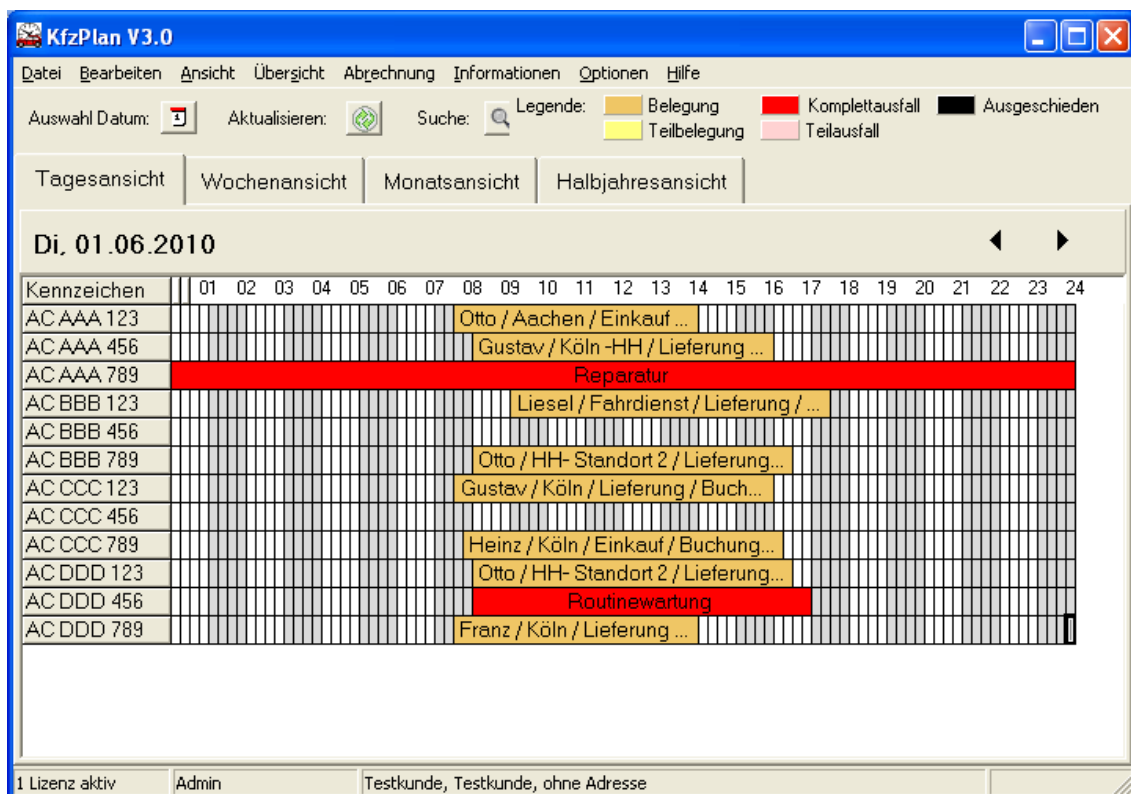 KfzPlan V3.0
Datei Bearbeiten Ansicht Übersicht Abrechnung Informationen Optionen Hilfe
Auswahl Datum: 1 Aktualisieren: Suche: Legende: Belegung Komplettausfall Ausgeschieden
Teilbelegung Teilausfall
Tagesansicht Wochenansicht Monatsansicht Halbjahresansicht
Di, 01.06.2010
Kennzeichen 01 02 03 04 05 06 07 08 09 10 11 12 13 14 15 16 17 18 19 20 21 22 23 24
AC AAA 123 Otto / Aachen / Einkauf ...
AC AAA 456 Gustav / Köln -HH / Lieferung ...
AC AAA 789 Reparatur
AC BBB 123 Liesel / Fahrdienst / Lieferung / ...
AC BBB 456
AC BBB 789 Otto / HH- Standort 2 / Lieferung...
AC CCC 123 Gustav / Köln / Lieferung / Buch...
AC CCC 456
AC CCC 789 Heinz / Köln / Einkauf / Buchung...
AC DDD 123 Otto / HH- Standort 2 / Lieferung...
AC DDD 456 Routinewartung
AC DDD 789 Franz / Köln / Lieferung ...
1 Lizenz aktiv Admin Testkunde, Testkunde, ohne Adresse